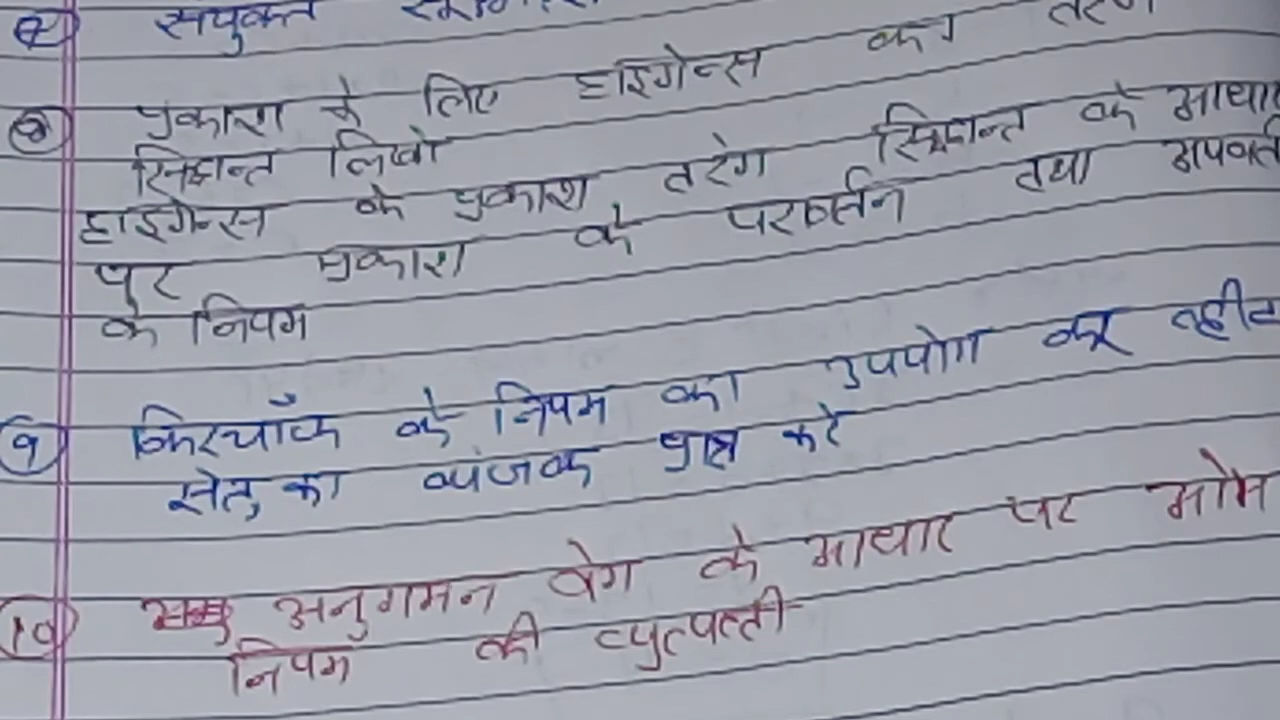 संयुक्त
8 प्रकाश के लिए हाइगेन्स का तरंग
सिद्धान्त लिखो
हाइगेन्स के प्रकाश तरंग सिद्धान्त के आधा
पर प्रकाश के परावर्तन तथा अपवर्त
के नियम
9 किरचॉफ के नियम का उपयोग कर व्हीट
सेतु का व्यंजक प्राप्त करे
10 अनुगमन वेग के आधार पर ओम
नियम की व्युत्पत्ती